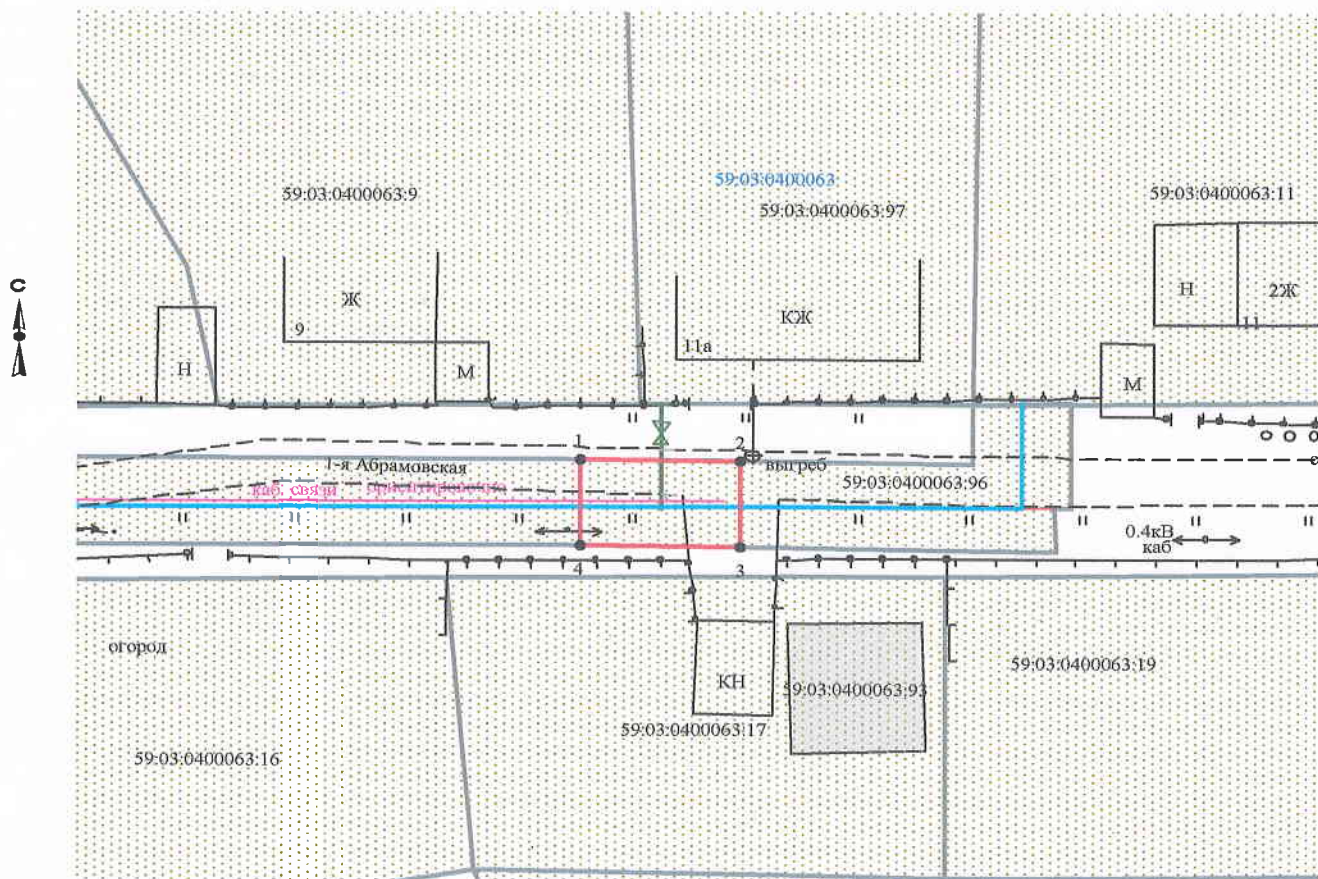 59:03:0400063
59:03:0400063:9
59:03:0400063:97
59:03:0400063:11
С
Ж
9
КЖ
11а
Н
2Ж
11
Н
М
М
1
2
1-я Абрамовская
выгреб
каб. связи ориентировочно
59:03:0400063:96
0.4кВ
каб
4
3
огород
КН
59:03:0400063:93
59:03:0400063:19
59:03:0400063:17
59:03:0400063:16